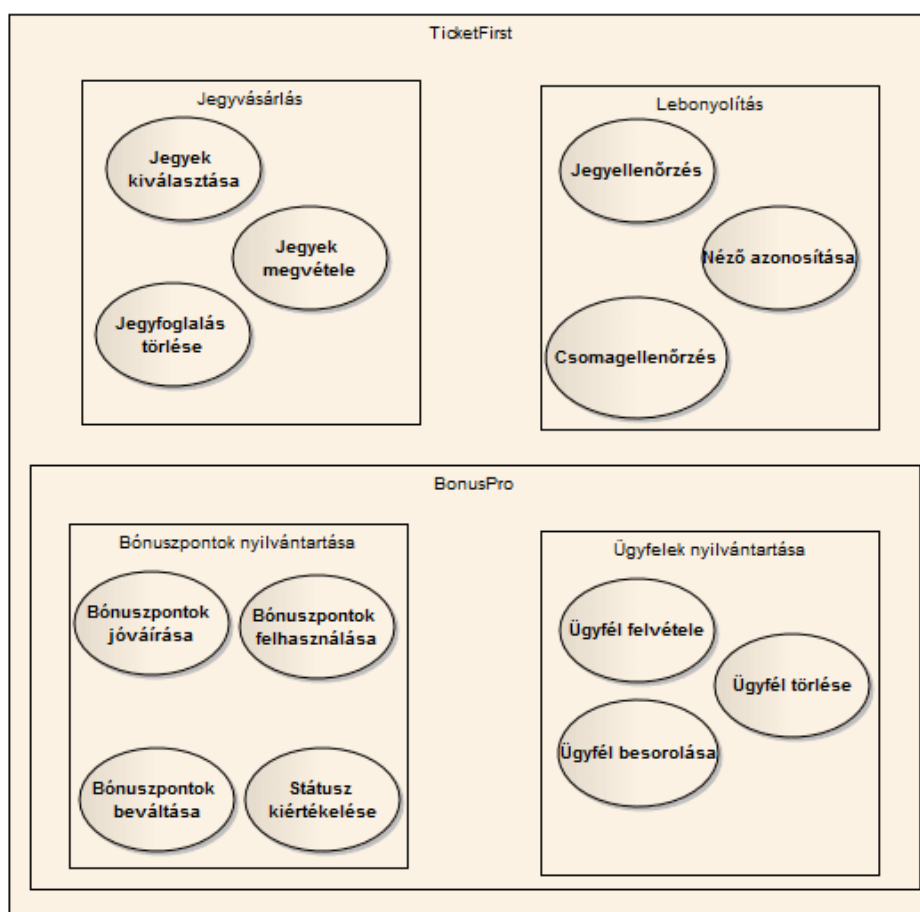 TicketFirst
Jegyvásárlás
Jegyek
kiválasztása
Jegyek
megvétele
Jegyfoglalás
törlése
Lebonyolítás
Jegyellenőrzés
Néző azonosítása
Csomagellenőrzés
BonusPro
Bónuszpontok nyilvántartása
Bónuszpontok
jóváírása
Bónuszpontok
felhasználása
Bónuszpontok
beváltása
Státusz
kiértékelése
Ügyfelek nyilvántartása
Ügyfél felvétele
Ügyfél törlése
Ügyfél besorolása